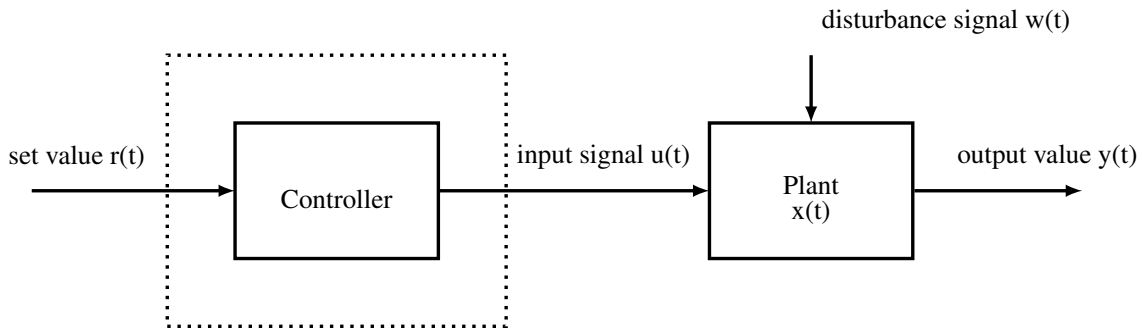 disturbance signal w(t)
set value r(t)
input signal u(t)
output value y(t)
Controller
Plant
x(t)